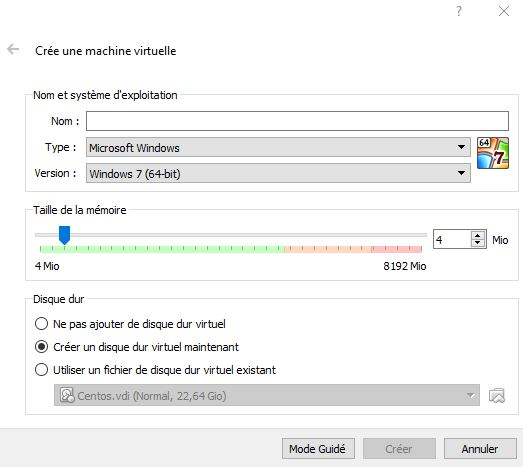 ?
Crée une machine virtuelle
Nom et système d'exploitation
Nom :
Type : Microsoft Windows
Version : Windows 7 (64-bit)
64
7
Taille de la mémoire
4 Mio
4 Mio 8192 Mio
Disque dur
Ne pas ajouter de disque dur virtuel
Créer un disque dur virtuel maintenant
Utiliser un fichier de disque dur virtuel existant
Centos.vdi (Normal, 22,64 Gio)
Mode Guidé Créer Annuler